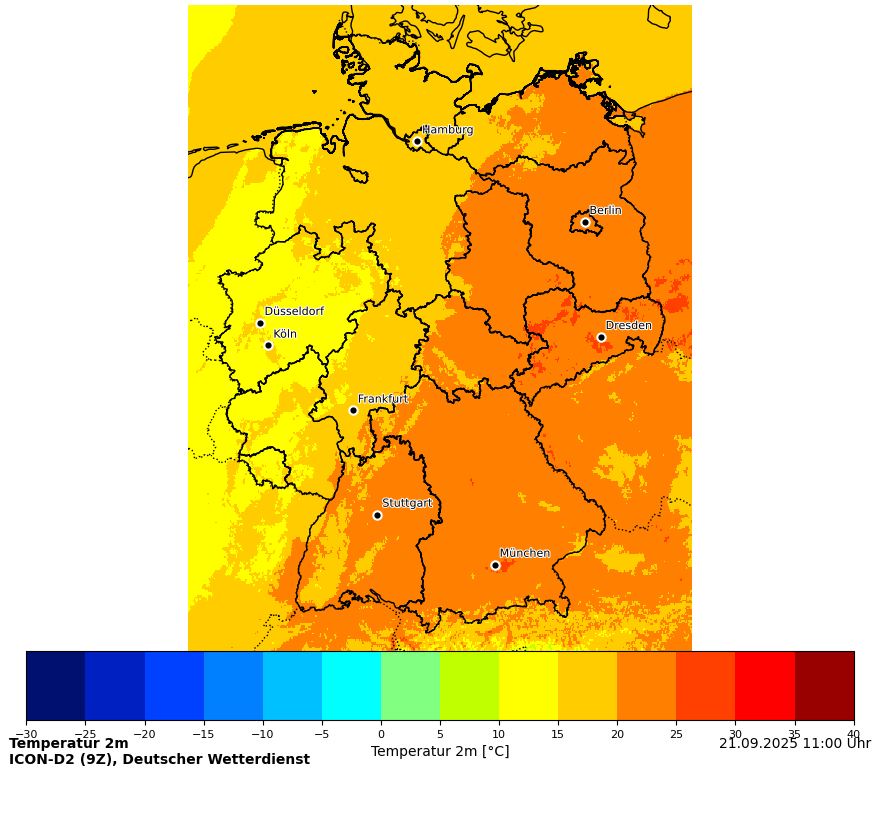 Hamburg
Berlin
Düsseldorf
Dresden
Köln
Frankfurt
Stuttgart
München
−30 −25 −20 −15 −10 −5 0 5 10 15 20 25 30 35 40
Temperatur 2m [°C]
Temperatur 2m
ICON-D2 (9Z), Deutscher Wetterdienst
21.09.2025 11:00 Uhr